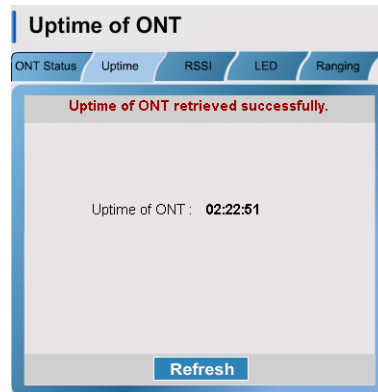 Uptime of ONT
ONT Status Uptime RSSI LED Ranging
Uptime of ONT retrieved successfully.
Uptime of ONT : 02:22:51
Refresh